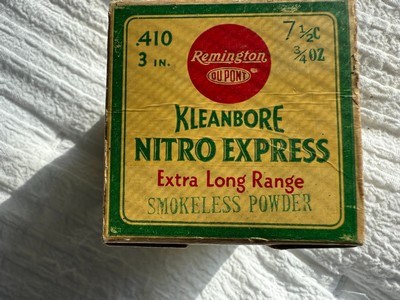 .410
3 IN.
Remington
DU PONT
7 1/2 C
3/4 OZ
KLEANBORE
NITRO EXPRESS
Extra Long Range
SMOKELESS POWDER